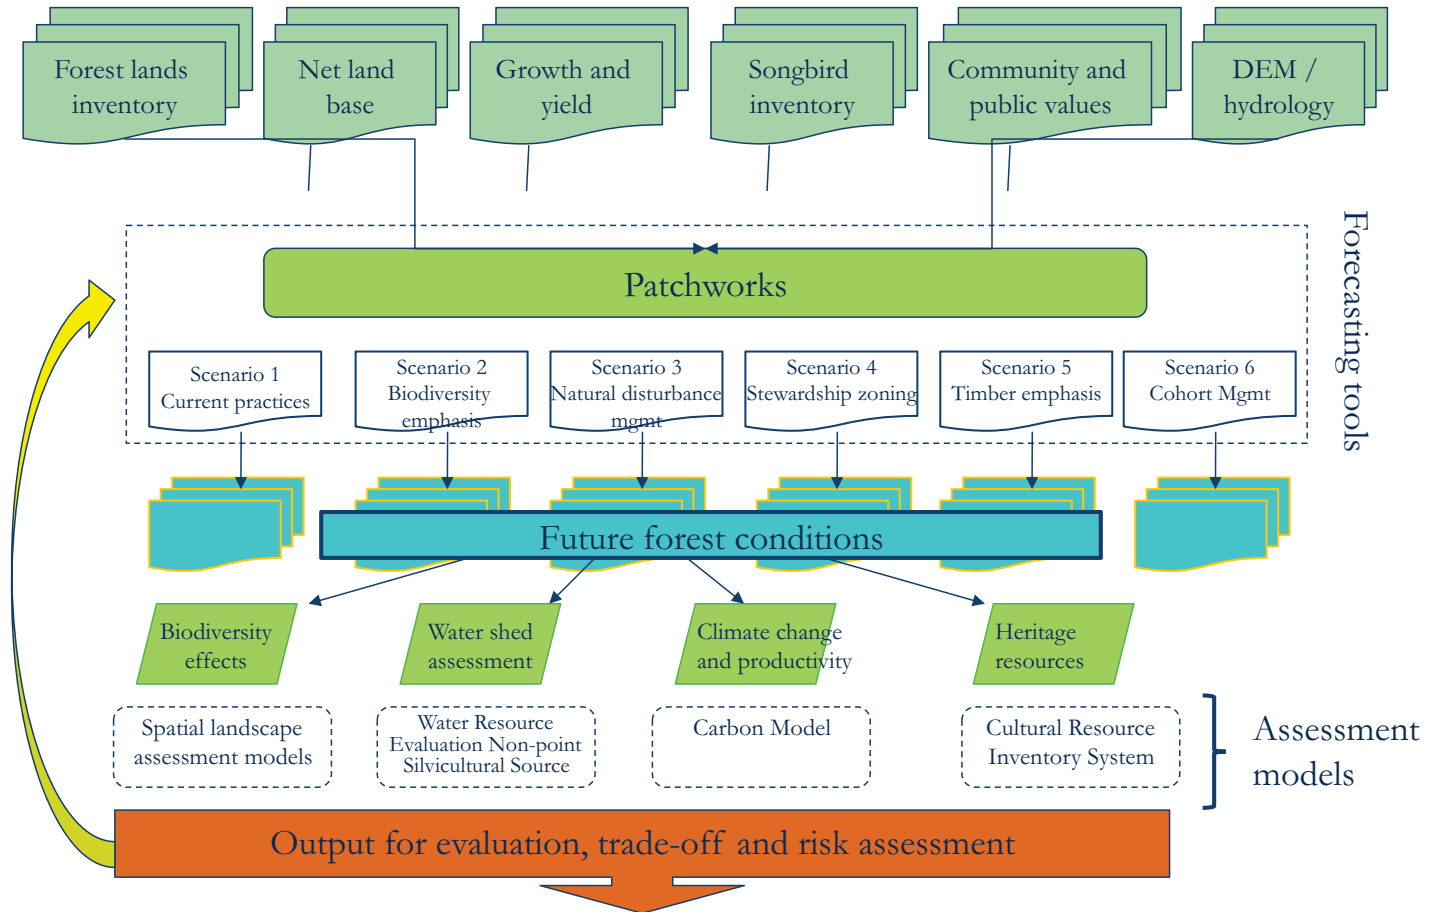 Forest lands
inventory
Net land
base
Growth and
yield
Songbird
inventory
Community and
public values
DEM /
hydrology
Forecasting tools
Patchworks
Scenario 1
Current practices
Scenario 2
Biodiversity
emphasis
Scenario 3
Natural disturbance
mgmt
Scenario 4
Stewardship zoning
Scenario 5
Timber emphasis
Scenario 6
Cohort Mgmt
Future forest conditions
Biodiversity
effects
Water shed
assessment
Climate change
and productivity
Heritage
resources
Spatial landscape
assessment models
Water Resource
Evaluation Non-point
Silvicultural Source
Carbon Model
Cultural Resource
Inventory System
Assessment
models
Output for evaluation, trade-off and risk assessment